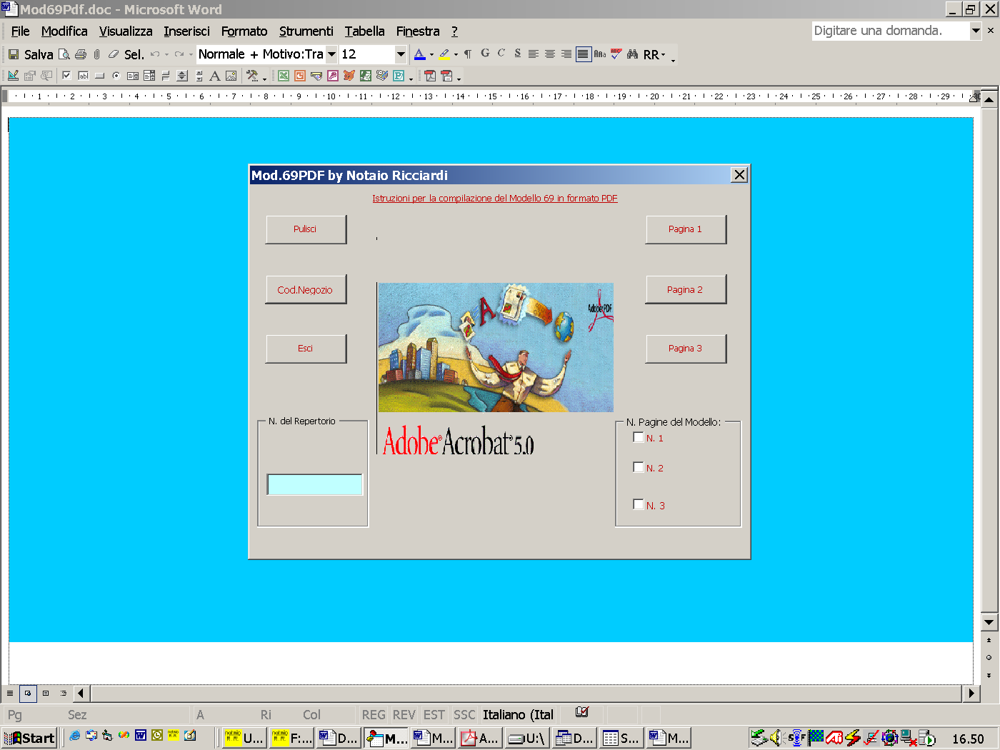 Mod69Pdf.doc - Microsoft Word
File Modifica Visualizza Inserisci Formato Strumenti Tabella Finestra ?
Digitare una domanda.
Salva Sel. Normale + Motivo:Tra 12 A ¶ G C S RR
1 2 3 4 5 6 7 8 9 10 11 12 13 14 15 16 17 18 19 20 21 22 23 24 25 26 27 28 29 30
Mod.69PDF by Notaio Ricciardi
Istruzioni per la compilazione del Modello 69 in formato PDF
Pulisci
Pagina 1
Cod.Negozio
Pagina 2
Esci
Pagina 3
A
Adobe PDF
Adobe® Acrobat® 5.0
N. del Repertorio
N. Pagine del Modello:
N. 1
N. 2
N. 3
Pg Sez A Ri Col REG REV EST SSC Italiano (Ital
Start U... F:... D... M... M... A... U:\ D... S... M... 16.50